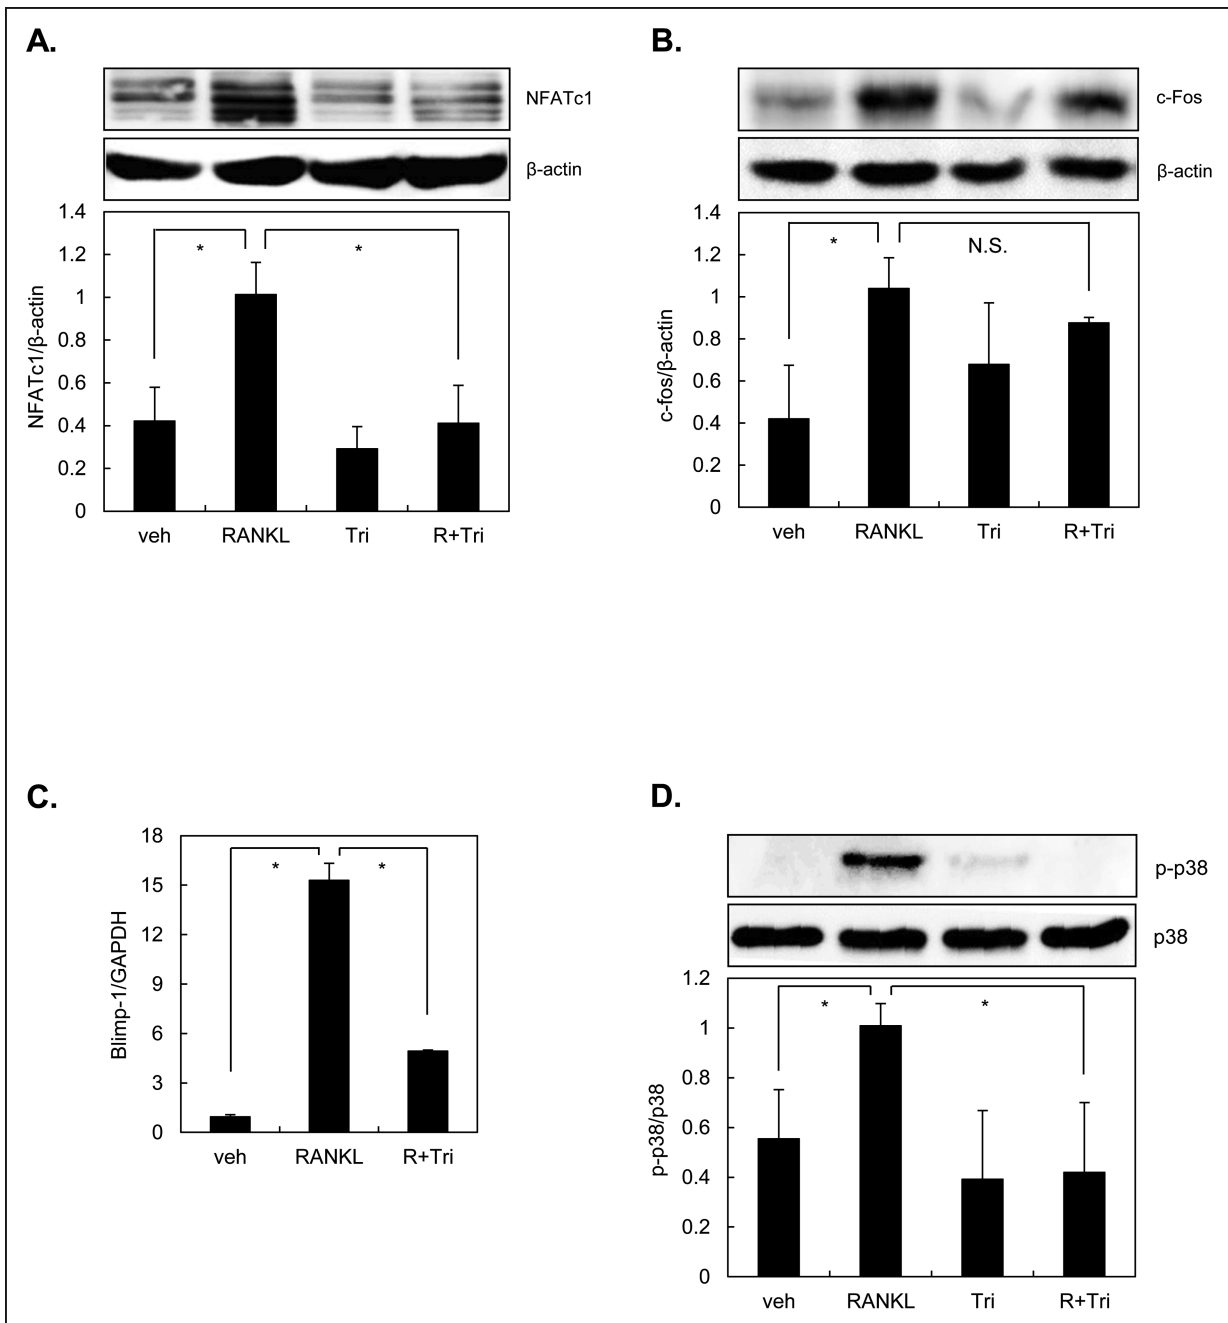 A.
NFATc1
β-actin
NFATc1/β-actin
1.4
1.2
1
0.8
0.6
0.4
0.2
0
*
*
veh RANKL Tri R+Tri
B.
c-Fos
β-actin
c-fos/β-actin
1.4
1.2
1
0.8
0.6
0.4
0.2
0
*
N.S.
veh RANKL Tri R+Tri
C.
Blimp-1/GAPDH
18
15
12
9
6
3
0
*
*
veh RANKL R+Tri
D.
p-p38
p38
p-p38/p38
1.2
1
0.8
0.6
0.4
0.2
0
*
*
veh RANKL Tri R+Tri